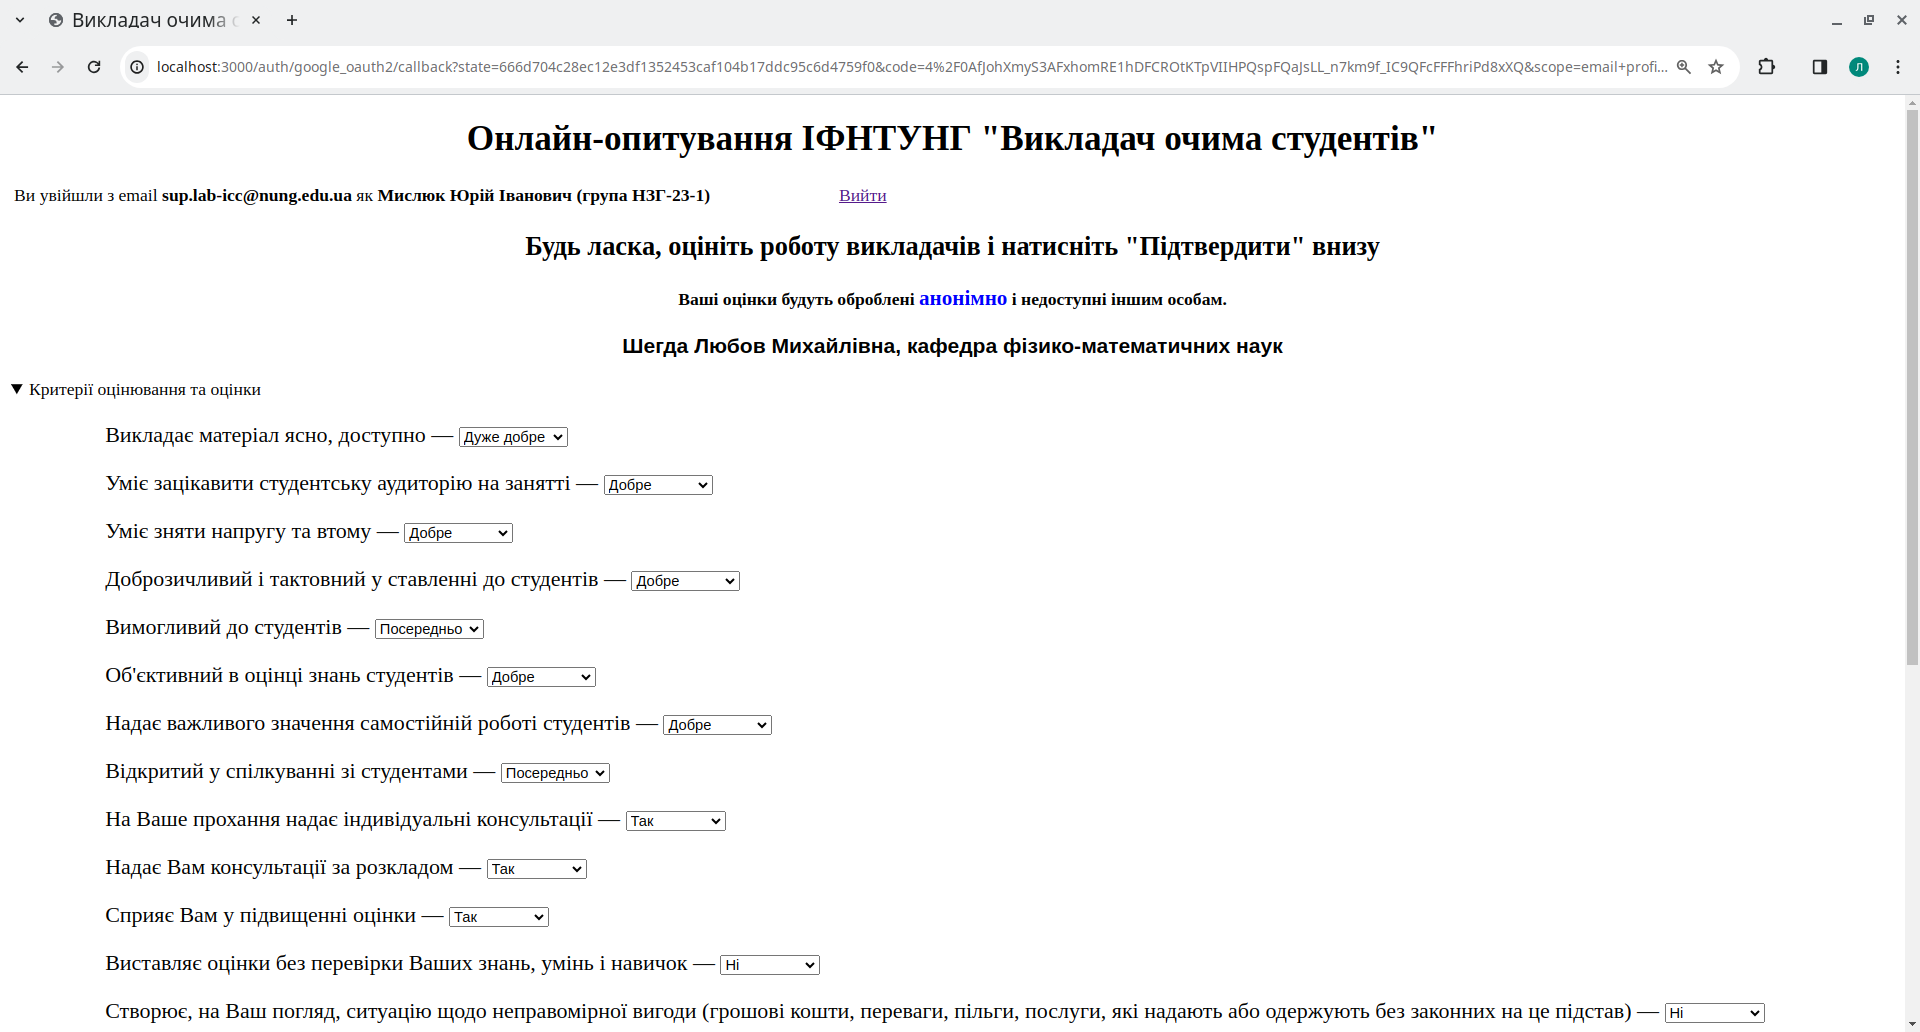 Викладач очима
localhost:3000/auth/google_oauth2/callback?state=666d704c28ec12e3df1352453caf104b17ddc95c6d4759f0&code=4%2F0AfJohXmyS3AFxhomRE1hDFCROtKTpVIIHPQspFQaJsLL_n7km9f_IC9QFcFFFhriPd8xXQ&scope=email+profi...
Л
Онлайн-опитування ІФНТУНГ "Викладач очима студентів"
Ви увійшли з email sup.lab-icc@nung.edu.ua як Мислюк Юрій Іванович (група НЗГ-23-1) Вийти
Будь ласка, оцініть роботу викладачів і натисніть "Підтвердити" внизу
Ваші оцінки будуть оброблені анонімно і недоступні іншим особам.
Шегда Любов Михайлівна, кафедра фізико-математичних наук
▼ Критерії оцінювання та оцінки
Викладає матеріал ясно, доступно — Дуже добре
Уміє зацікавити студентську аудиторію на занятті — Добре
Уміє зняти напругу та втому — Добре
Доброзичливий і тактовний у ставленні до студентів — Добре
Вимогливий до студентів — Посередньо
Об'єктивний в оцінці знань студентів — Добре
Надає важливого значення самостійній роботі студентів — Добре
Відкритий у спілкуванні зі студентами — Посередньо
На Ваше прохання надає індивідуальні консультації — Так
Надає Вам консультації за розкладом — Так
Сприяє Вам у підвищенні оцінки — Так
Виставляє оцінки без перевірки Ваших знань, умінь і навичок — Ні
Створює, на Ваш погляд, ситуацію щодо неправомірної вигоди (грошові кошти, переваги, пільги, послуги, які надають або одержують без законних на це підстав) — Ні